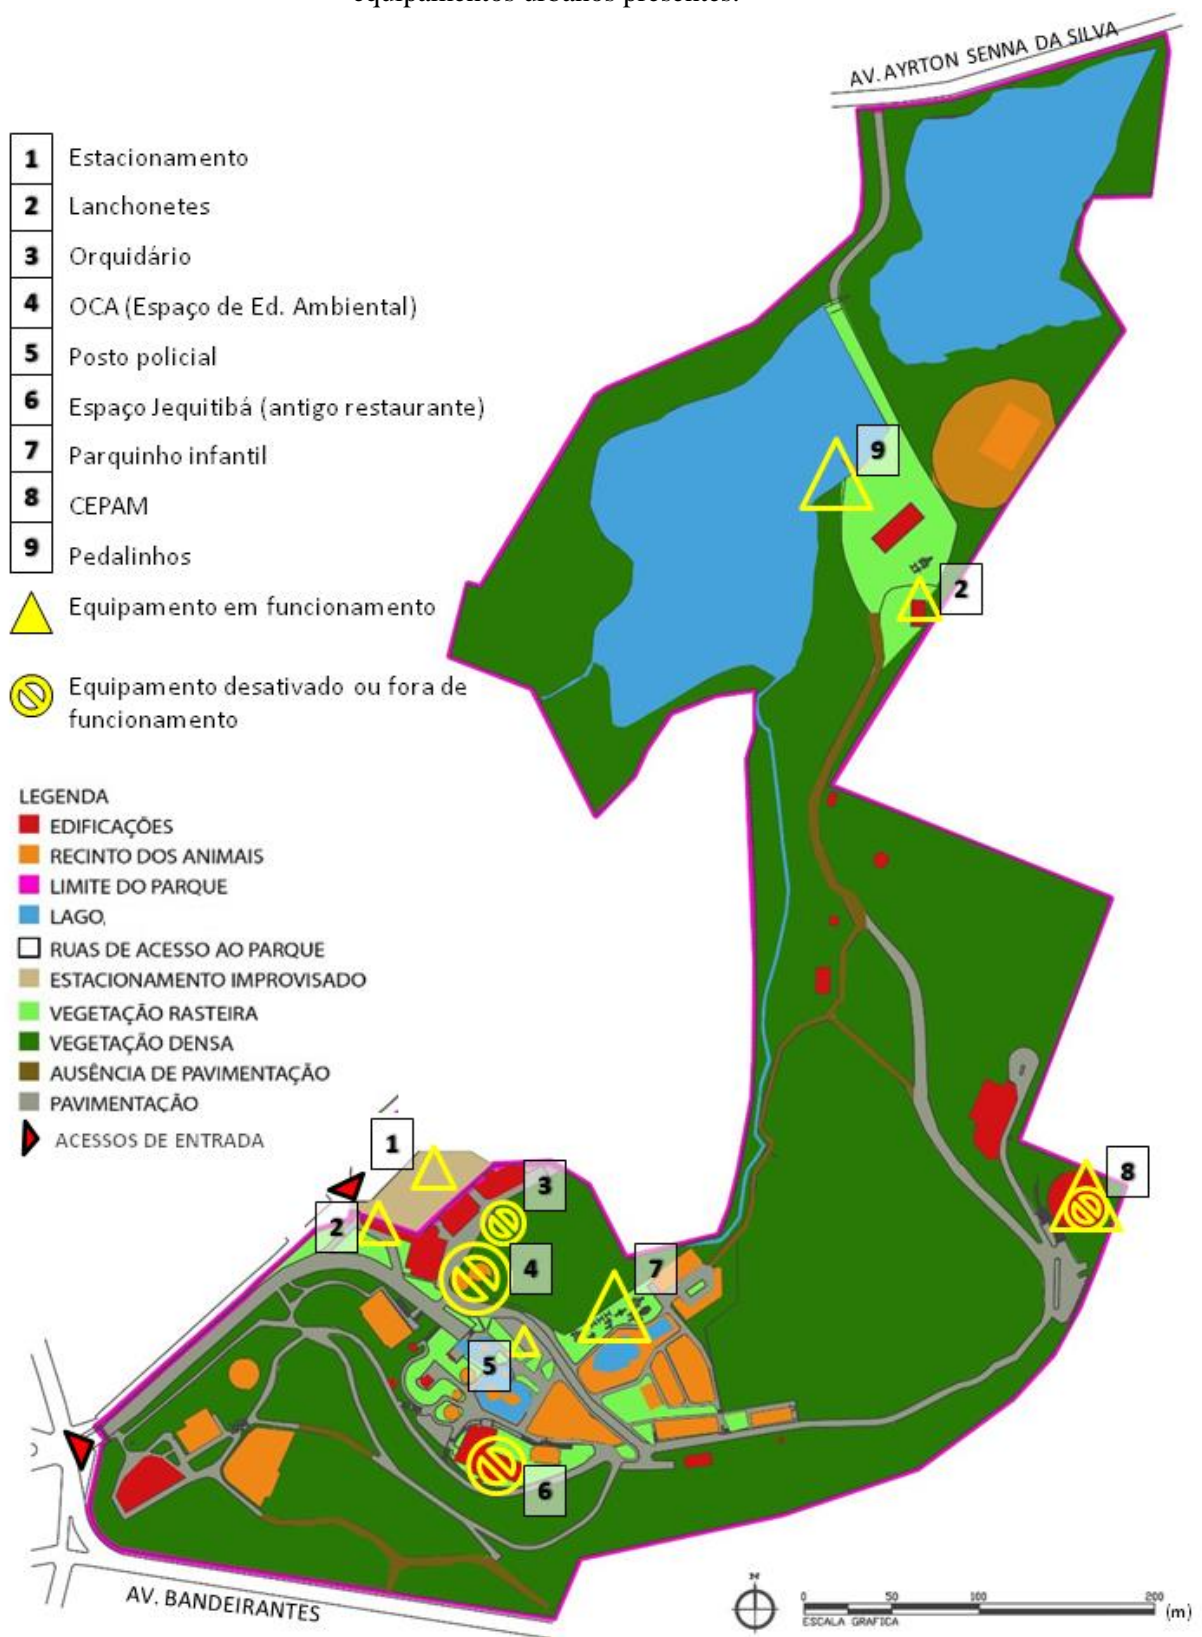 equipamentos urbanos presentes.
AV. AYRTON SENNA DA SILVA
1 Estacionamento
2 Lanchonetes
3 Orquidário
4 OCA (Espaço de Ed. Ambiental)
5 Posto policial
6 Espaço Jequitibá (antigo restaurante)
7 Parquinho infantil
8 CEPAM
9 Pedalinhos
Equipamento em funcionamento
Equipamento desativado ou fora de
funcionamento
LEGENDA
EDIFICAÇÕES
RECINTO DOS ANIMAIS
LIMITE DO PARQUE
LAGO,
RUAS DE ACESSO AO PARQUE
ESTACIONAMENTO IMPROVISADO
VEGETAÇÃO RASTEIRA
VEGETAÇÃO DENSA
AUSÊNCIA DE PAVIMENTAÇÃO
PAVIMENTAÇÃO
ACESSOS DE ENTRADA
9
2
1
3
8
2
4
7
5
6
AV. BANDEIRANTES
N
0 50 100 200
(m)
ESCALA GRAFICA